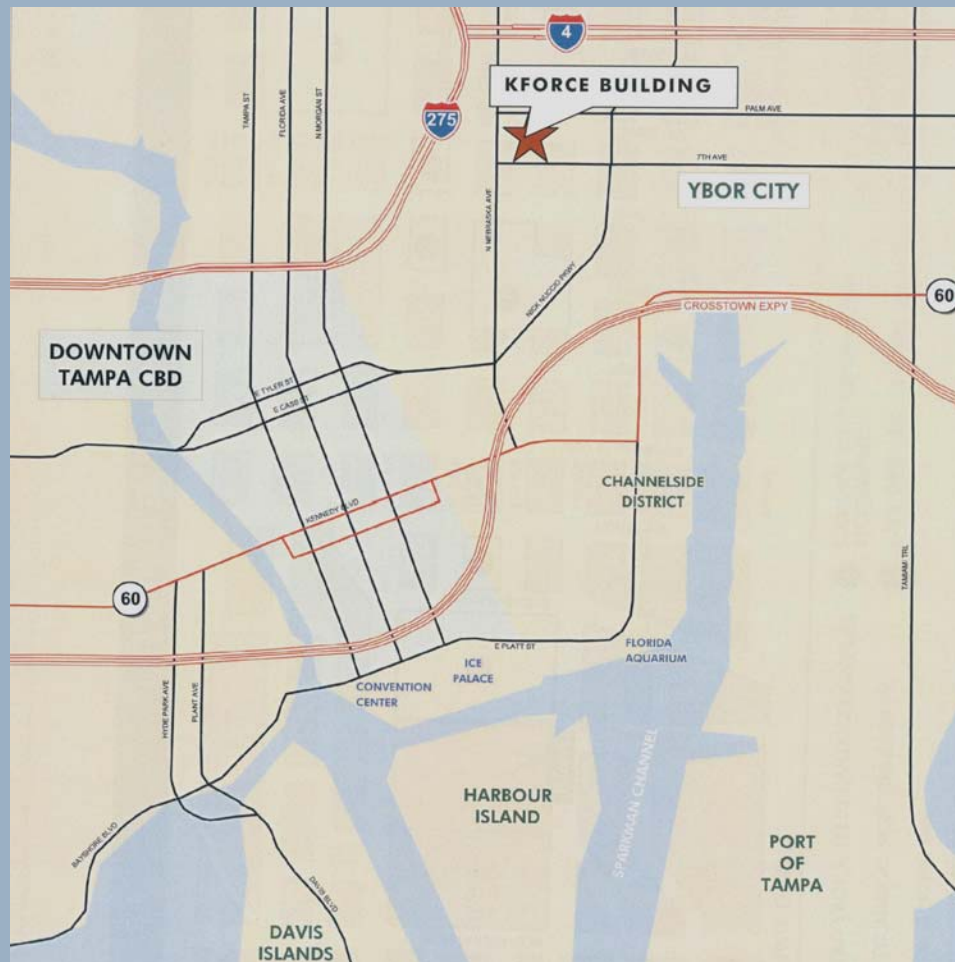 4
KFORCE BUILDING
275
TAMPA ST
FLORIDA AVE
N MORGAN ST
PALM AVE
7TH AVE
YBOR CITY
N NEBRASKA AVE
NICK NUCCIO PKWY
60
CROSSTOWN EXPY
DOWNTOWN
TAMPA CBD
E TYLER ST
E CASS ST
CHANNELSIDE
DISTRICT
KENNEDY BLVD
TAMIAMI TRL
60
E PLATT ST
FLORIDA
AQUARIUM
ICE
PALACE
CONVENTION
CENTER
HYDE PARK AVE
PLANT AVE
SPARKMAN CHANNEL
HARBOUR
ISLAND
BAYSHORE BLVD
PORT
OF
TAMPA
DAVIS BLVD
DAVIS
ISLANDS